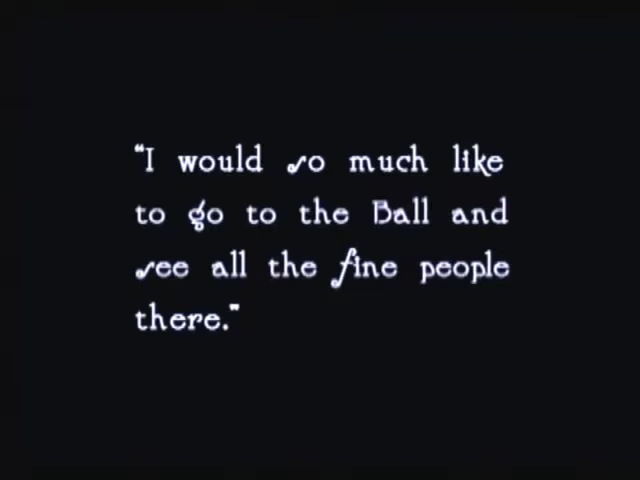 "I would so much like
to go to the Ball and
see all the fine people
there."